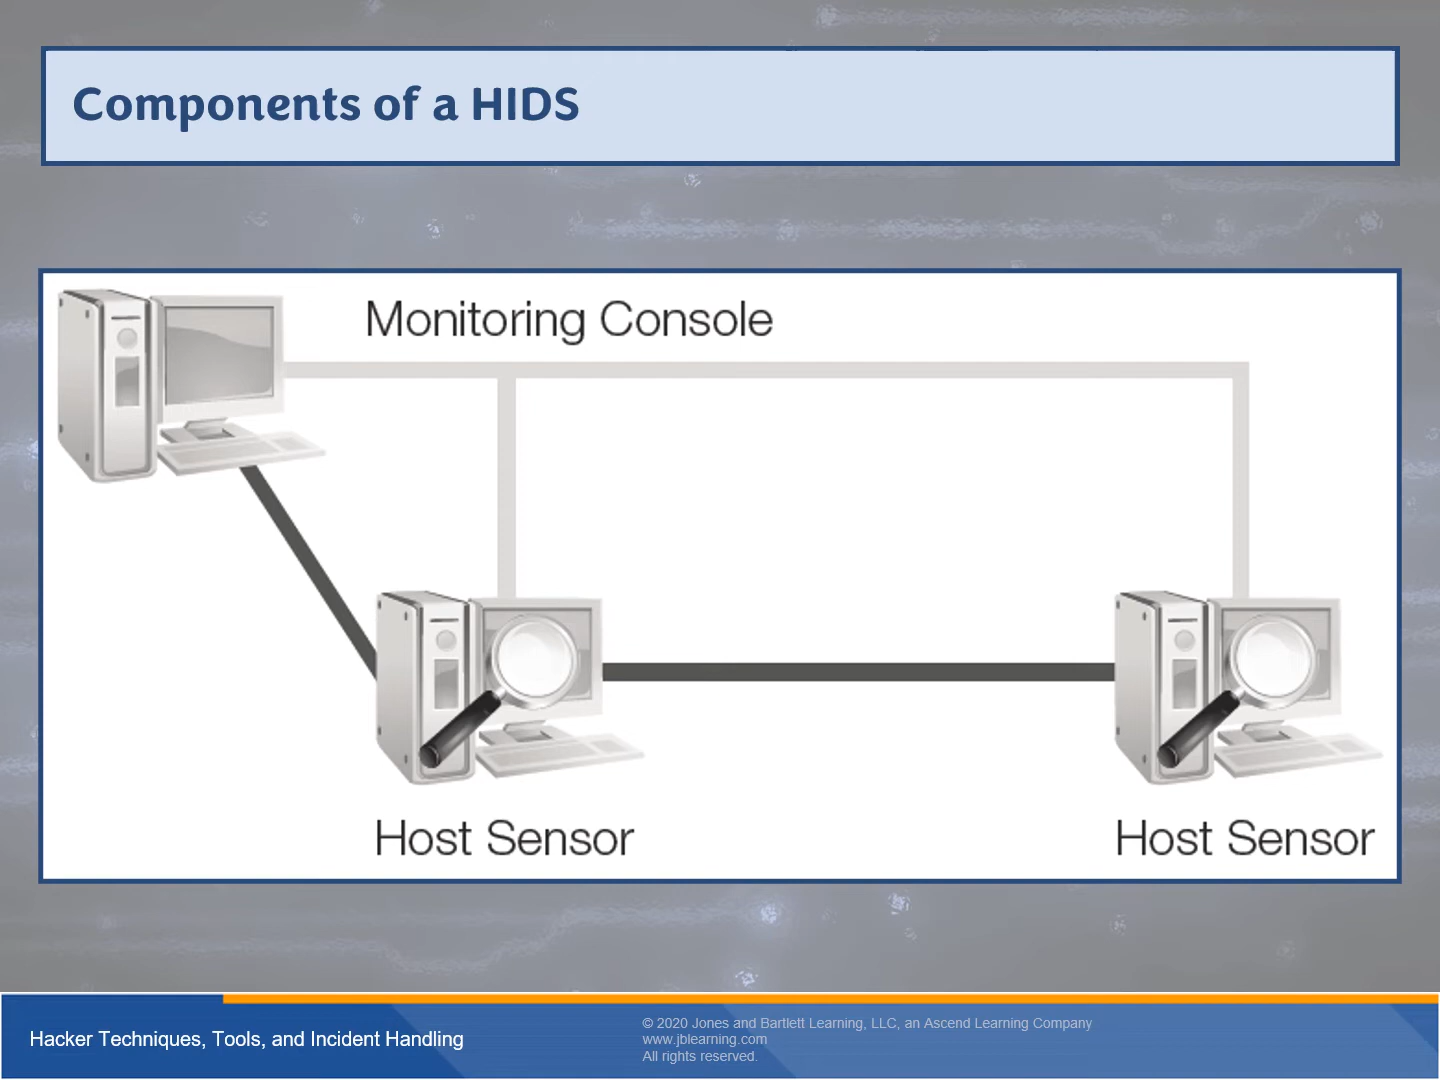 Components of a HIDS
Monitoring Console
Host Sensor
Host Sensor
Hacker Techniques, Tools, and Incident Handling
© 2020 Jones and Bartlett Learning, LLC, an Ascend Learning Company
www.jblearning.com
All rights reserved.